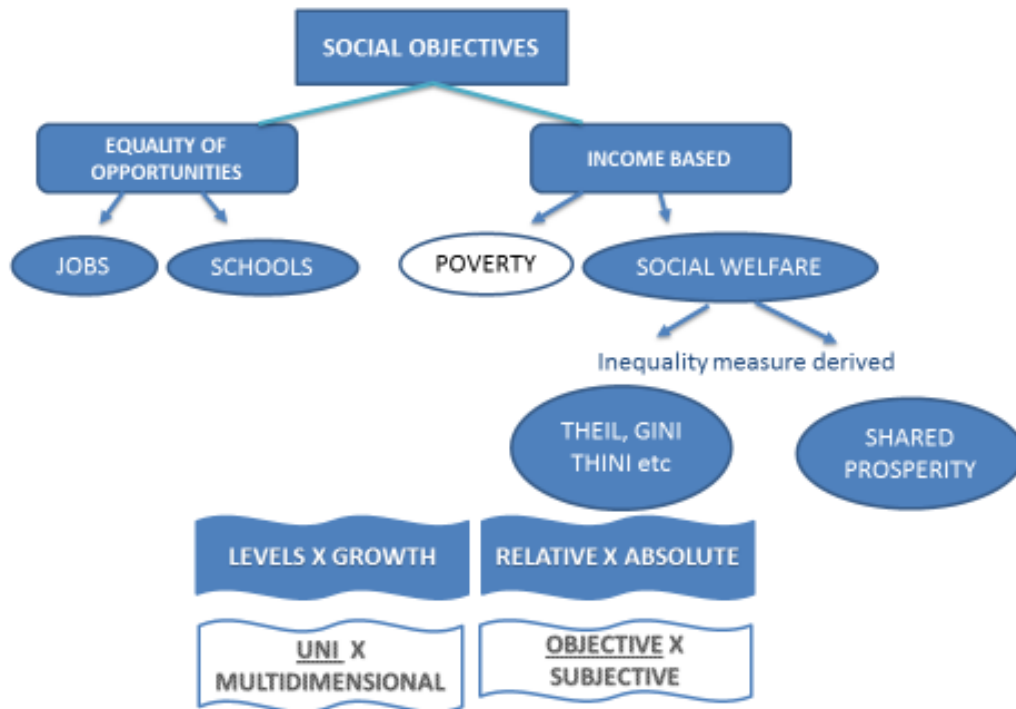 SOCIAL OBJECTIVES
EQUALITY OF
OPPORTUNITIES
INCOME BASED
JOBS
SCHOOLS
POVERTY
SOCIAL WELFARE
Inequality measure derived
THEIL, GINI
THINI etc
SHARED
PROSPERITY
LEVELS X GROWTH
RELATIVE X ABSOLUTE
UNI X
MULTIDIMENSIONAL
OBJECTIVE X
SUBJECTIVE